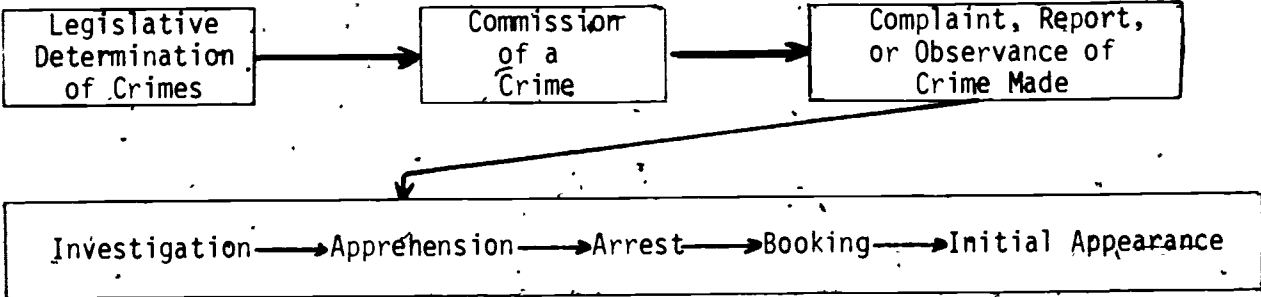 Legislative
Determination
of Crimes
Commission
of a
Crime
Complaint, Report,
or Observance of
Crime Made
Investigation Apprehension Arrest Booking Initial Appearance